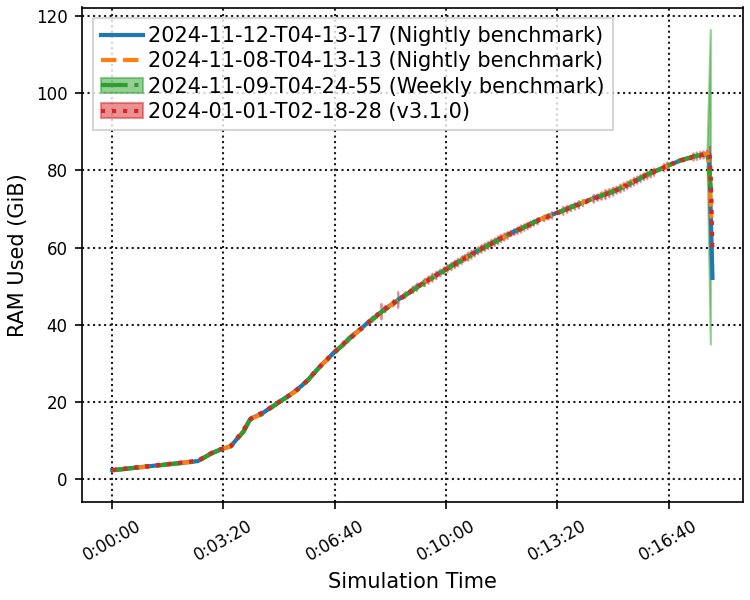 120
100
80
60
40
20
0
RAM Used (GiB)
2024-11-12-T04-13-17 (Nightly benchmark)
2024-11-08-T04-13-13 (Nightly benchmark)
2024-11-09-T04-24-55 (Weekly benchmark)
2024-01-01-T02-18-28 (v3.1.0)
0:00:00
0:03:20
0:06:40
0:10:00
0:13:20
0:16:40
Simulation Time